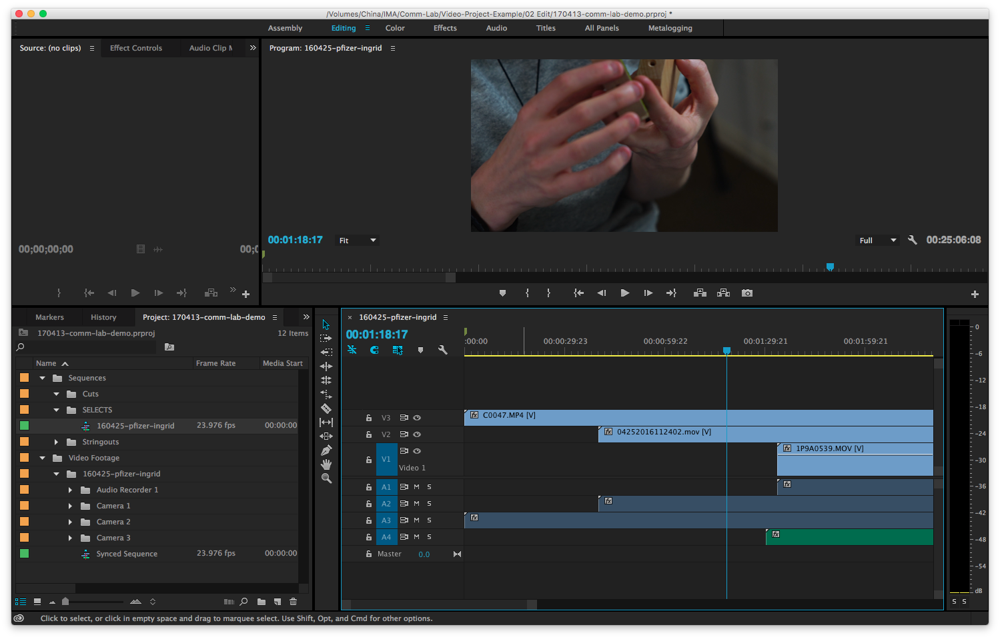 /Volumes/China/IMA/Comm-Lab/Video-Project-Example/02 Edit/170413-comm-lab-demo.prproj *
Assembly Editing Color Effects Audio Titles All Panels Metalogging
Source: (no clips) Effect Controls Audio Clip M
Program: 160425-pfizer-ingrid
00:01:18:17 Fit Full 00:25:06:08
00;00;00;00 00;0
Markers History Project: 170413-comm-lab-demo
170413-comm-lab-demo.prproj 12 Items
Name Frame Rate Media Start
Sequences
Cuts
SELECTS
160425-pfizer-ingrid 23.976 fps 00:00:00
Stringouts
Video Footage
160425-pfizer-ingrid
Audio Recorder 1
Camera 1
Camera 2
Camera 3
Synced Sequence 23.976 fps 00:00:00
× 160425-pfizer-ingrid
00:01:18:17
:00:00 00:00:29:23 00:00:59:22 00:01:29:21 00:01:59:21
V3 fx C0047.MP4 [V]
V2 fx 04252016112402.mov [V]
V1 fx 1P9A0539.MOV [V]
Video 1
A1 M S fx
A2 M S fx
A3 M S fx
A4 M S fx
Master 0.0
0
-6
-12
-18
-24
-30
-36
-42
-48
-54
dB
S S
Click to select, or click in empty space and drag to marquee select. Use Shift, Opt, and Cmd for other options.